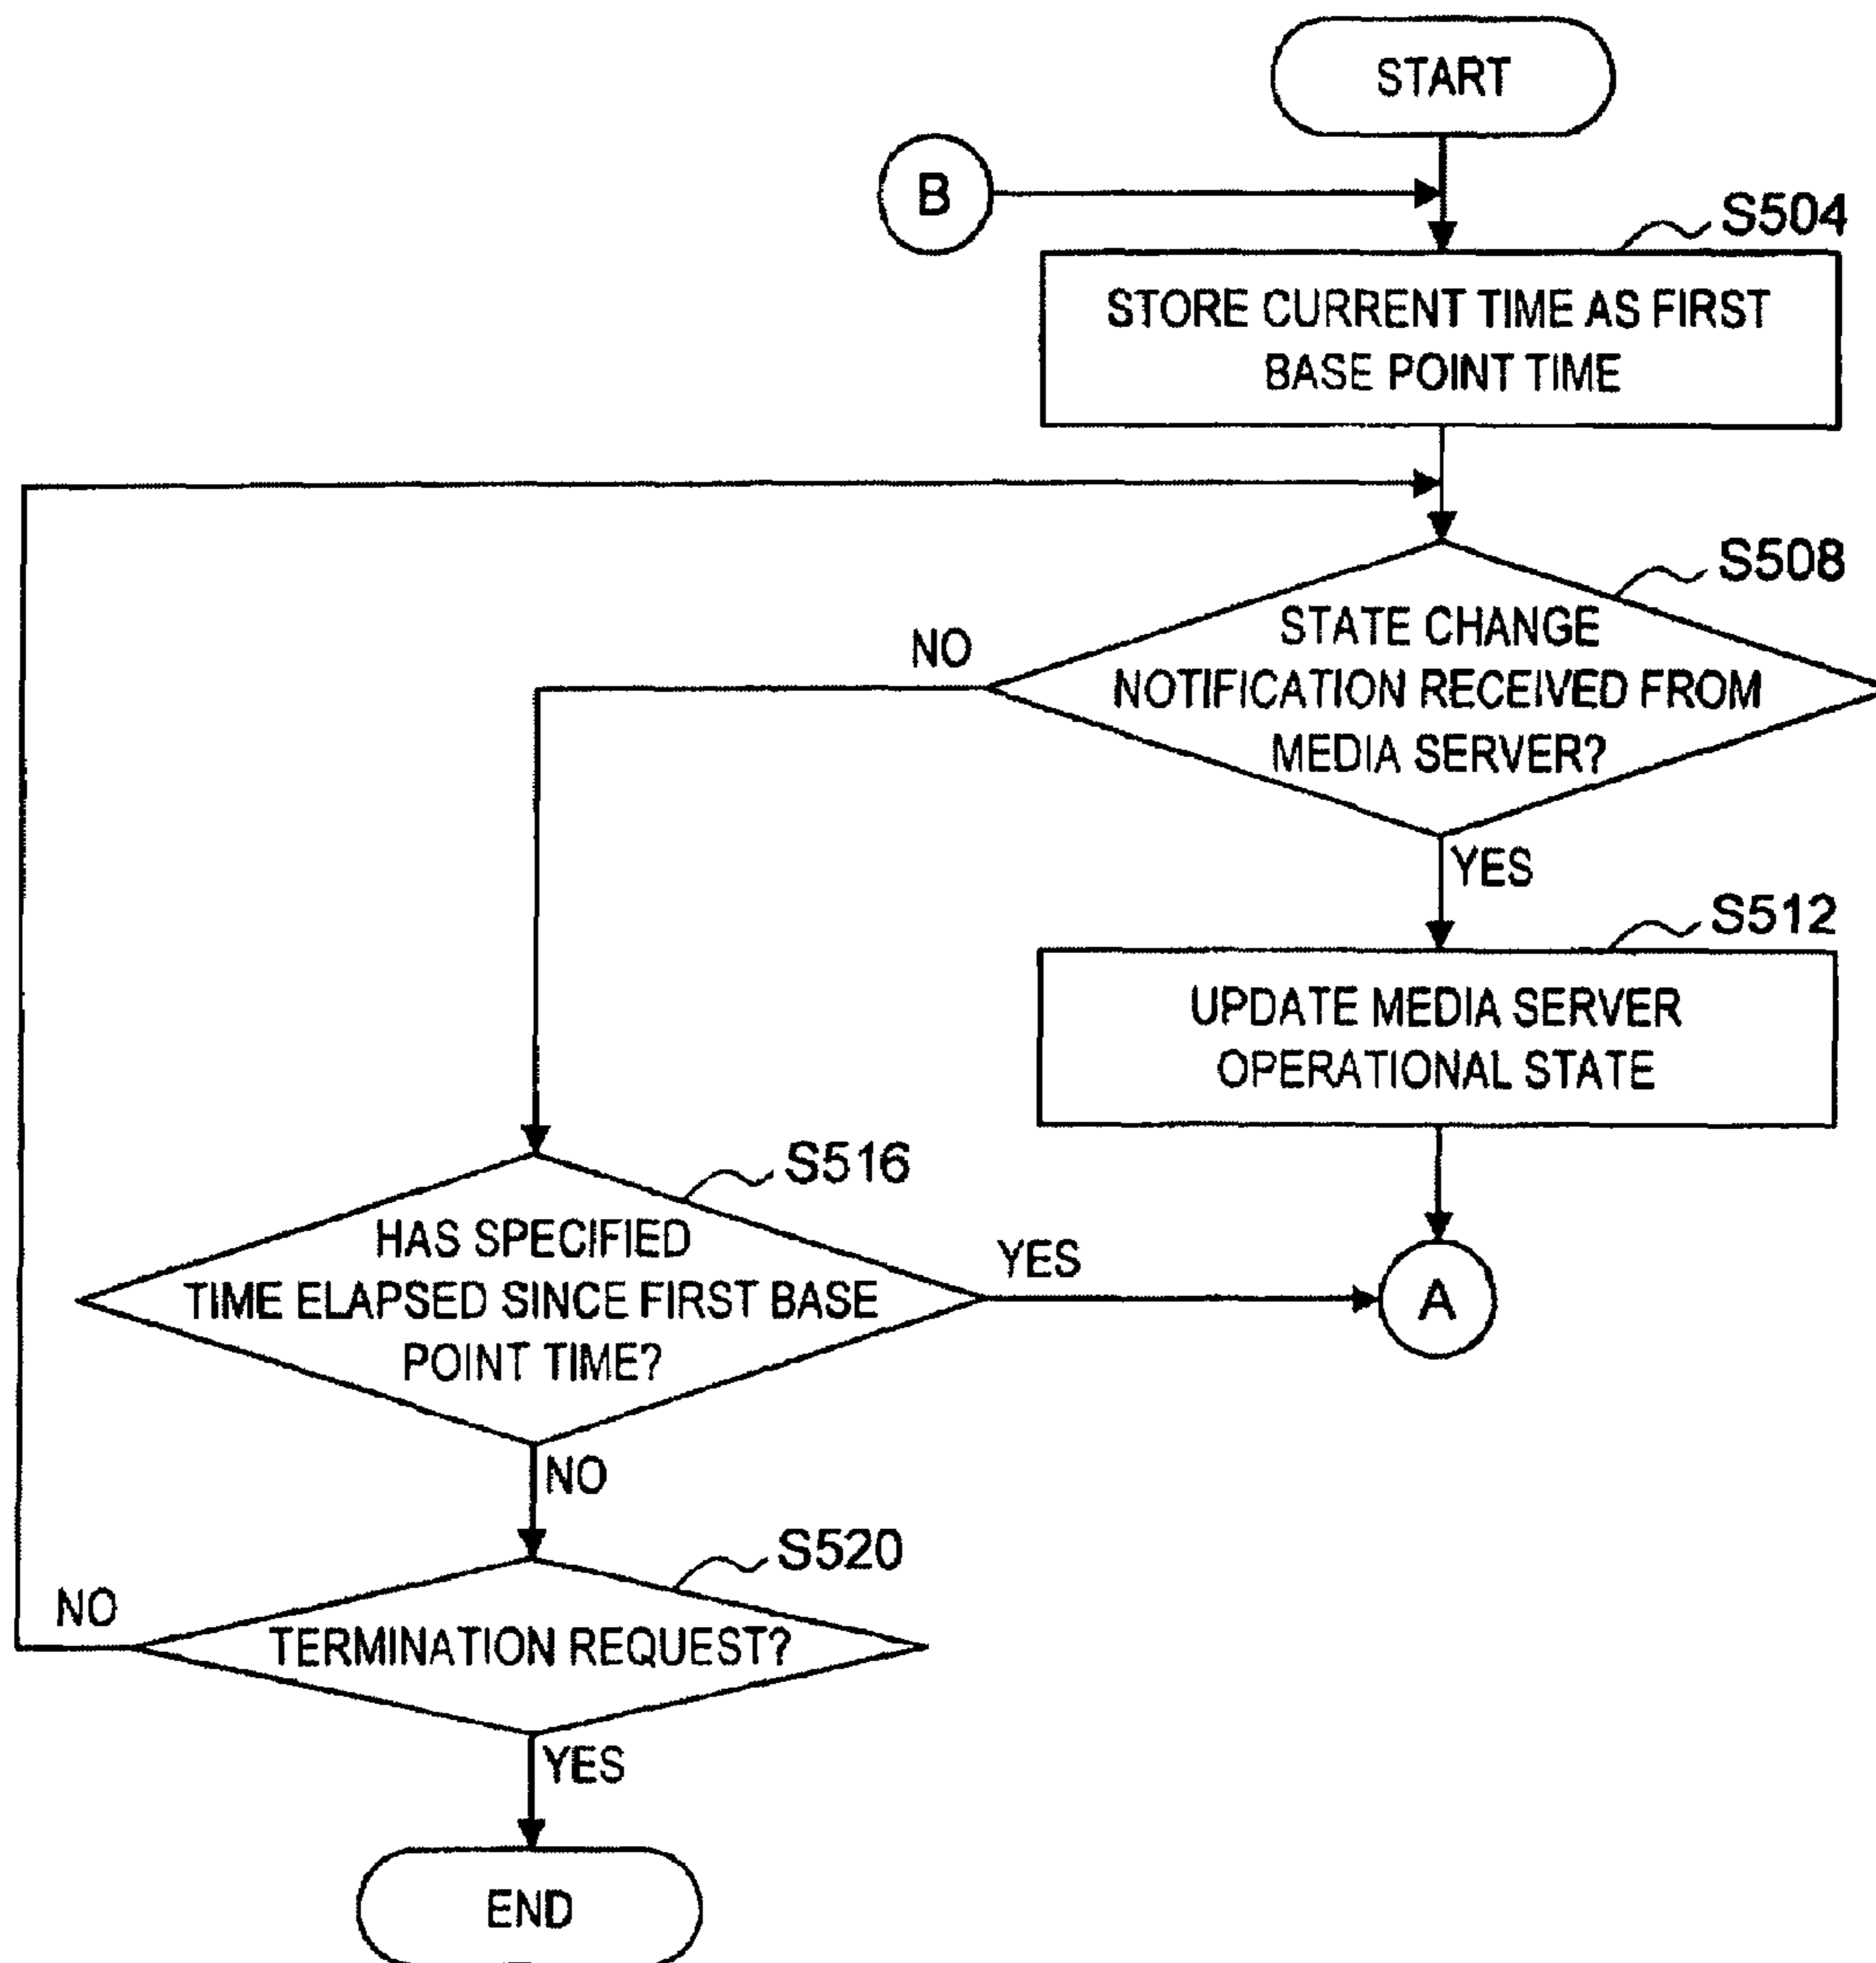 START
B
S504
STORE CURRENT TIME AS FIRST
BASE POINT TIME
S508
STATE CHANGE
NOTIFICATION RECEIVED FROM
MEDIA SERVER?
NO
YES
S512
UPDATE MEDIA SERVER
OPERATIONAL STATE
S516
HAS SPECIFIED
TIME ELAPSED SINCE FIRST BASE
POINT TIME?
YES
A
NO
S520
NO
TERMINATION REQUEST?
YES
END